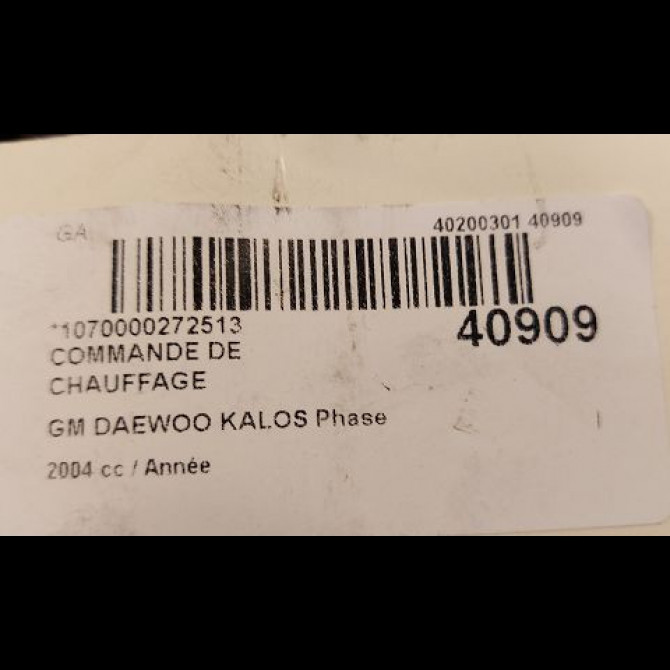 GA
40200301 40909
*1070000272513
40909
COMMANDE DE
CHAUFFAGE
GM DAEWOO KALOS Phase
2004 cc / Année